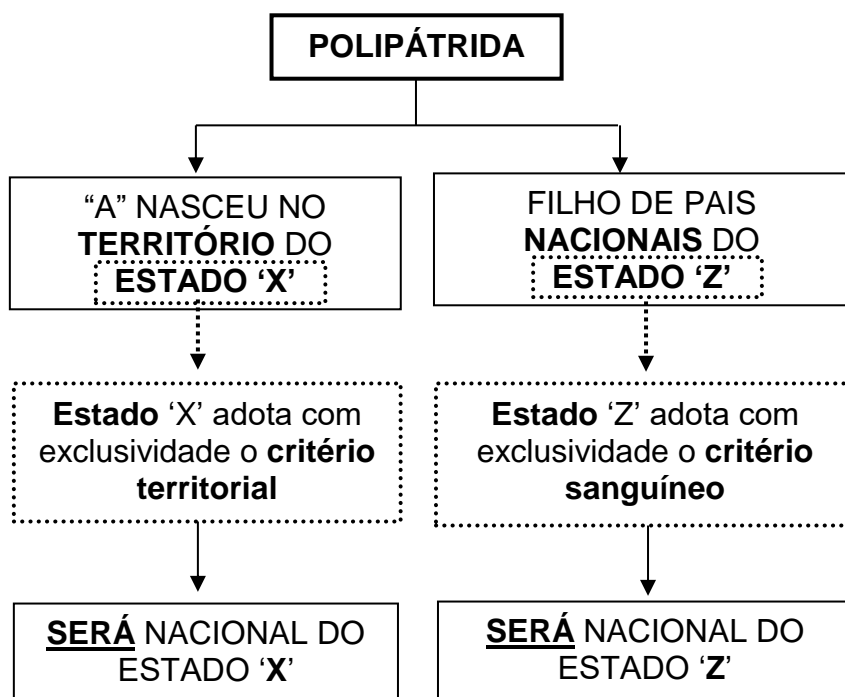 POLIPÁTRIDA
“A” NASCEU NO
TERRITÓRIO DO
ESTADO ‘X’
FILHO DE PAIS
NACIONAIS DO
ESTADO ‘Z’
Estado ‘X’ adota com
exclusividade o critério
territorial
Estado ‘Z’ adota com
exclusividade o critério
sanguíneo
SERÁ NACIONAL DO
ESTADO ‘X’
SERÁ NACIONAL DO
ESTADO ‘Z’